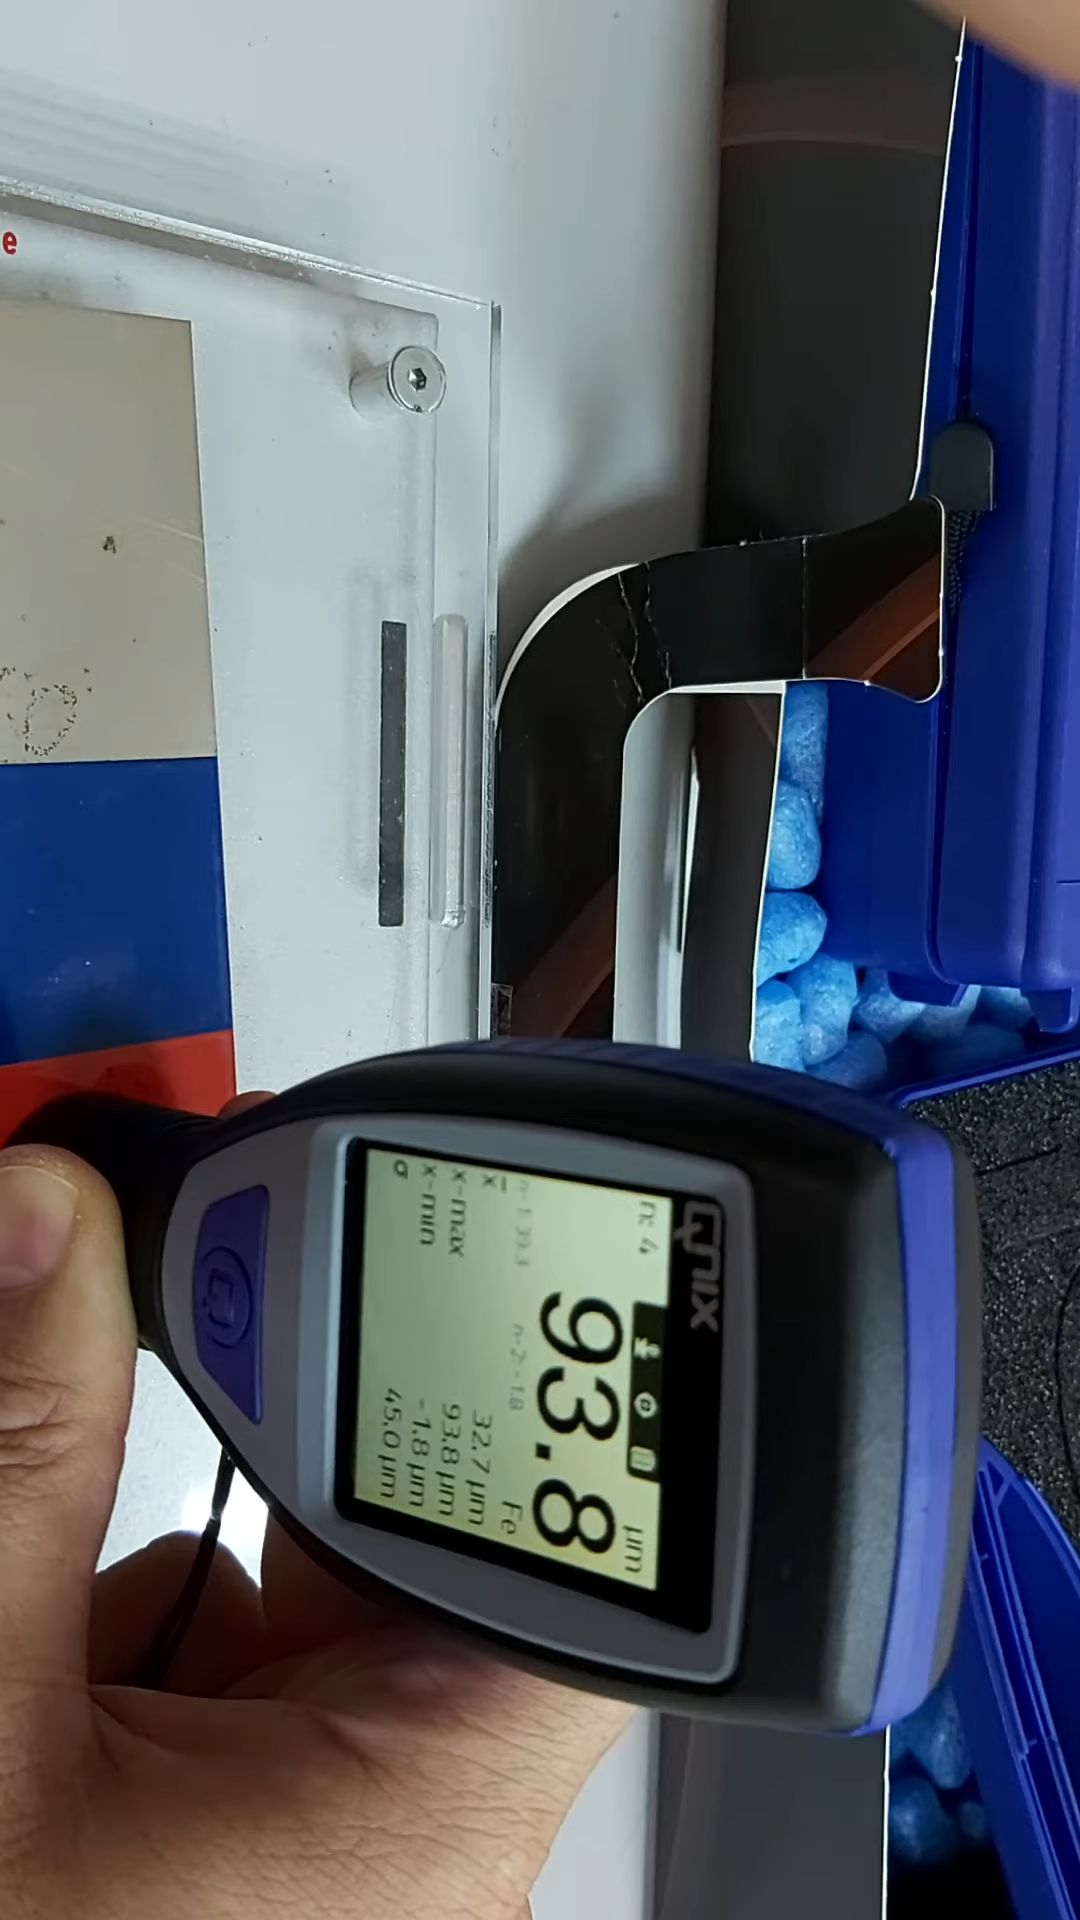 e
QNIX
n: 4
µm
93.8
n-1: 39.3 n-2: -1.8 Fe
x̄ 32.7 µm
x-max 93.8 µm
x-min -1.8 µm
σ 45.0 µm